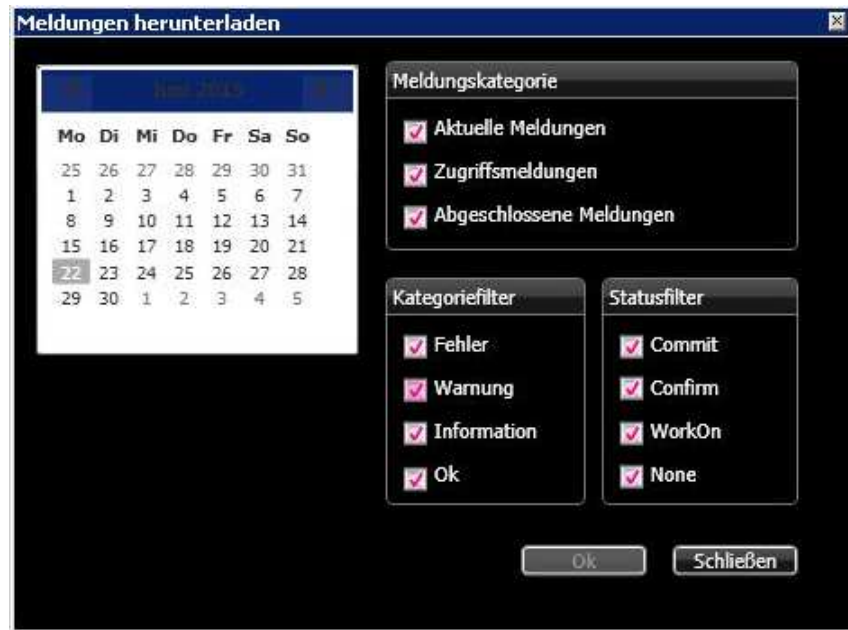 Meldungen herunterladen
Juni 2015
Mo Di Mi Do Fr Sa So
25 26 27 28 29 30 31
1 2 3 4 5 6 7
8 9 10 11 12 13 14
15 16 17 18 19 20 21
22 23 24 25 26 27 28
29 30 1 2 3 4 5
Meldungskategorie
Aktuelle Meldungen
Zugriffsmeldungen
Abgeschlossene Meldungen
Kategoriefilter
Fehler
Warnung
Information
Ok
Statusfilter
Commit
Confirm
WorkOn
None
Ok
Schließen